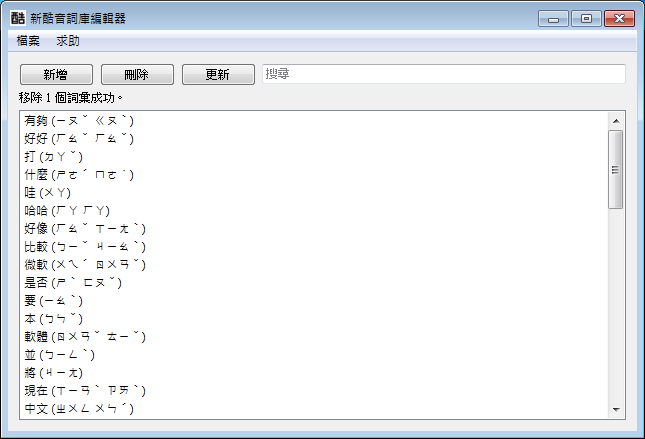 新酷音詞庫編輯器
檔案 求助
新增 刪除 更新 搜尋
移除 1 個詞彙成功。
有夠 (ㄧㄡˇ ㄍㄡˋ)
好好 (ㄏㄠˇ ㄏㄠˇ)
打 (ㄉㄚˇ)
什麼 (ㄕㄜˊ ㄇㄜ˙)
哇 (ㄨㄚ)
哈哈 (ㄏㄚ ㄏㄚ)
好像 (ㄏㄠˇ ㄒㄧㄤˋ)
比較 (ㄅㄧˇ ㄐㄧㄠˋ)
微軟 (ㄨㄟˊ ㄖㄨㄢˇ)
是否 (ㄕˋ ㄈㄡˇ)
要 (ㄧㄠˋ)
本 (ㄅㄣˇ)
軟體 (ㄖㄨㄢˇ ㄊㄧˇ)
並 (ㄅㄧㄥˋ)
將 (ㄐㄧㄤ)
現在 (ㄒㄧㄢˋ ㄗㄞˋ)
中文 (ㄓㄨㄥ ㄨㄣˊ)